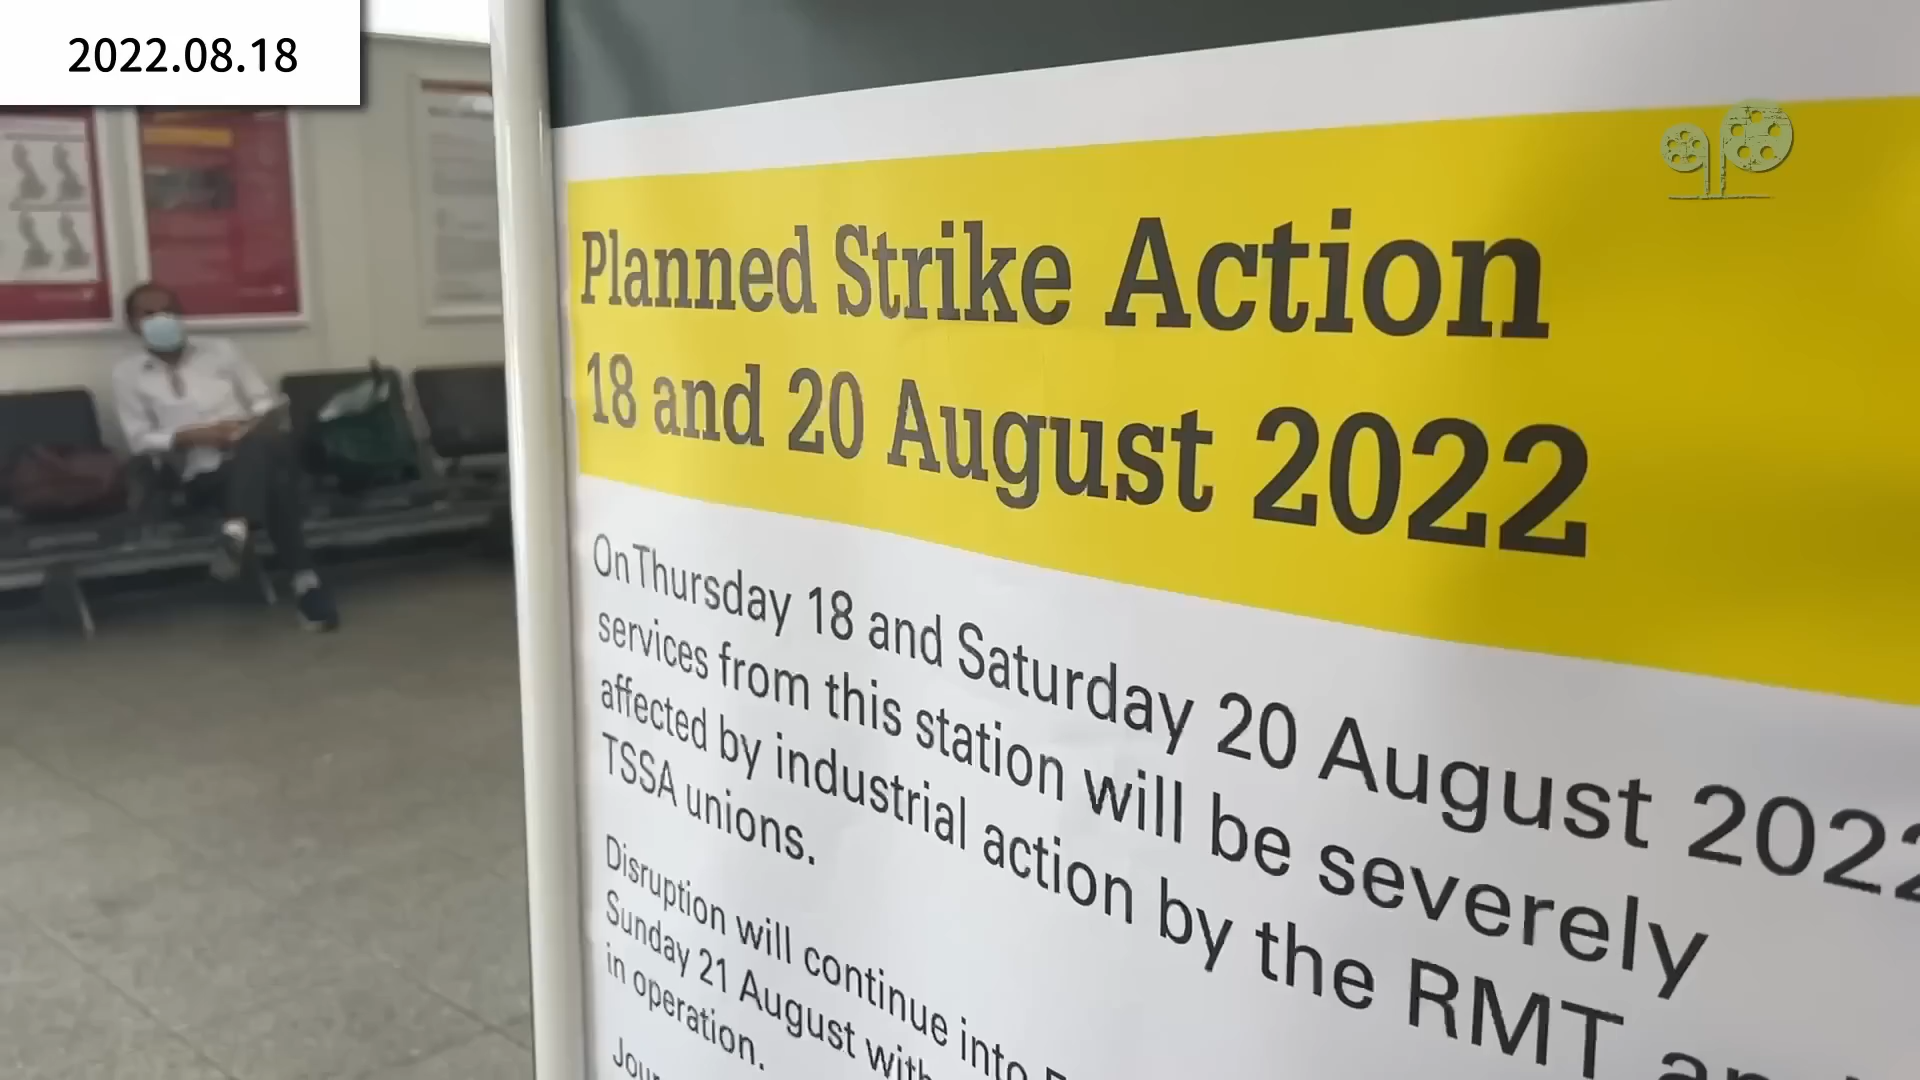 2022.08.18
Planned Strike Action
18 and 20 August 2022
On Thursday 18 and Saturday 20 August 2022
services from this station will be severely
affected by industrial action by the RMT
TSSA unions.
Disruption will continue into
Sunday 21 August with
in operation.